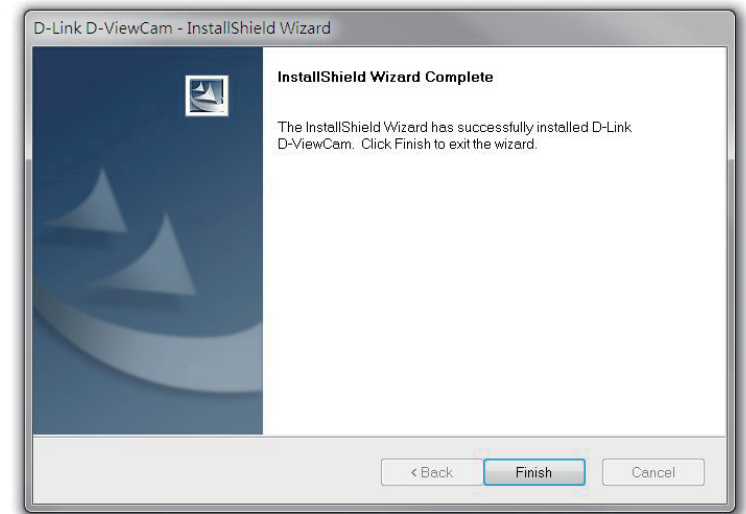 D-Link D-ViewCam - InstallShield Wizard
InstallShield Wizard Complete
The InstallShield Wizard has successfully installed D-Link
D-ViewCam. Click Finish to exit the wizard.
< Back
Finish
Cancel